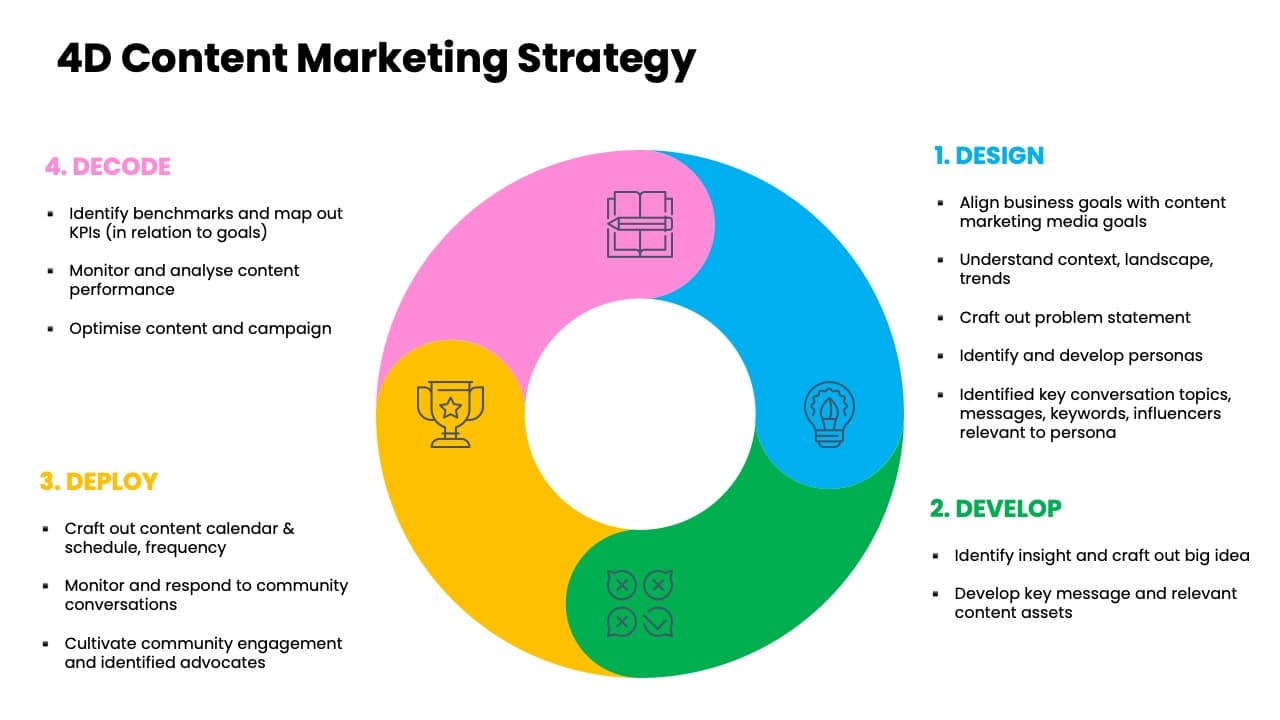 4D Content Marketing Strategy
4. DECODE
▪ Identify benchmarks and map out
KPIs (in relation to goals)
▪ Monitor and analyse content
performance
▪ Optimise content and campaign
3. DEPLOY
▪ Craft out content calendar &
schedule, frequency
▪ Monitor and respond to community
conversations
▪ Cultivate community engagement
and identified advocates
1. DESIGN
▪ Align business goals with content
marketing media goals
▪ Understand context, landscape,
trends
▪ Craft out problem statement
▪ Identify and develop personas
▪ Identified key conversation topics,
messages, keywords, influencers
relevant to persona
2. DEVELOP
▪ Identify insight and craft out big idea
▪ Develop key message and relevant
content assets